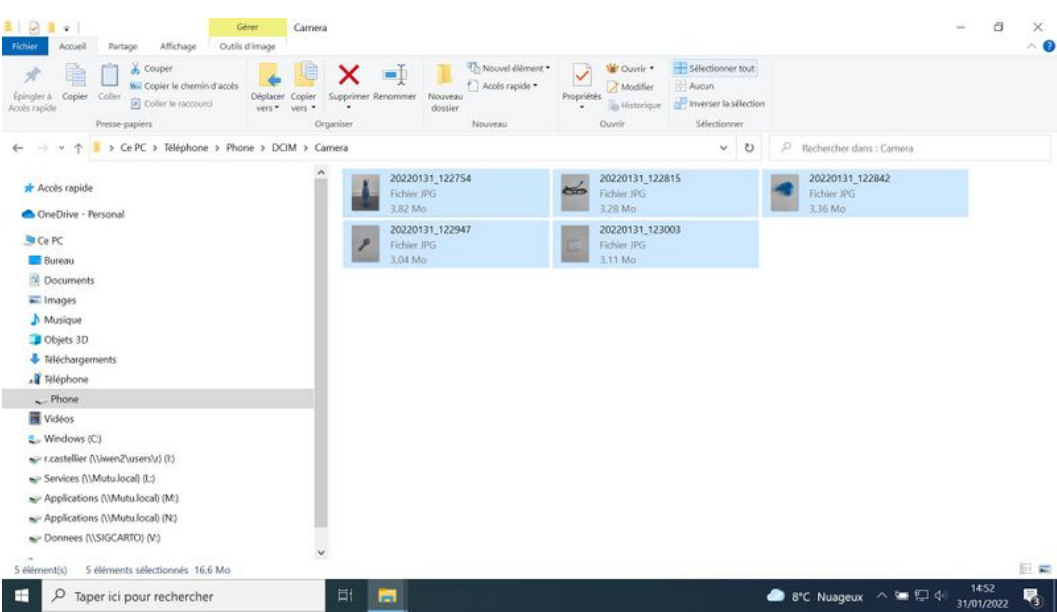 Gérer
Camera
Fichier
Accueil
Partage
Affichage
Outils d'image
Épingler à
Accès rapide
Copier
Coller
Couper
Copier le chemin d'accès
Coller le raccourci
Presse-papiers
Déplacer
vers
Copier
vers
Supprimer
Renommer
Organiser
Nouveau
dossier
Nouvel élément
Accès rapide
Nouveau
Propriétés
Ouvrir
Modifier
Historique
Ouvrir
Sélectionner tout
Aucun
Inverser la sélection
Sélectionner
> Ce PC > Téléphone > Phone > DCIM > Camera
Rechercher dans : Camera
Accès rapide
OneDrive - Personal
Ce PC
Bureau
Documents
Images
Musique
Objets 3D
Téléchargements
Téléphone
Phone
Vidéos
Windows (C:)
r.castellier (\\iwen2\users\r) (I:)
Services (\\Mutu.local) (L:)
Applications (\\Mutu.local) (M:)
Applications (\\Mutu.local) (N:)
Donnees (\\SIGCARTO) (V:)
20220131_122754
Fichier JPG
3,82 Mo
20220131_122815
Fichier JPG
3,28 Mo
20220131_122842
Fichier JPG
3,36 Mo
20220131_122947
Fichier JPG
3,04 Mo
20220131_123003
Fichier JPG
3,11 Mo
5 élément(s)
5 éléments sélectionnés 16,6 Mo
Taper ici pour rechercher
8°C Nuageux
14:52
31/01/2022
3